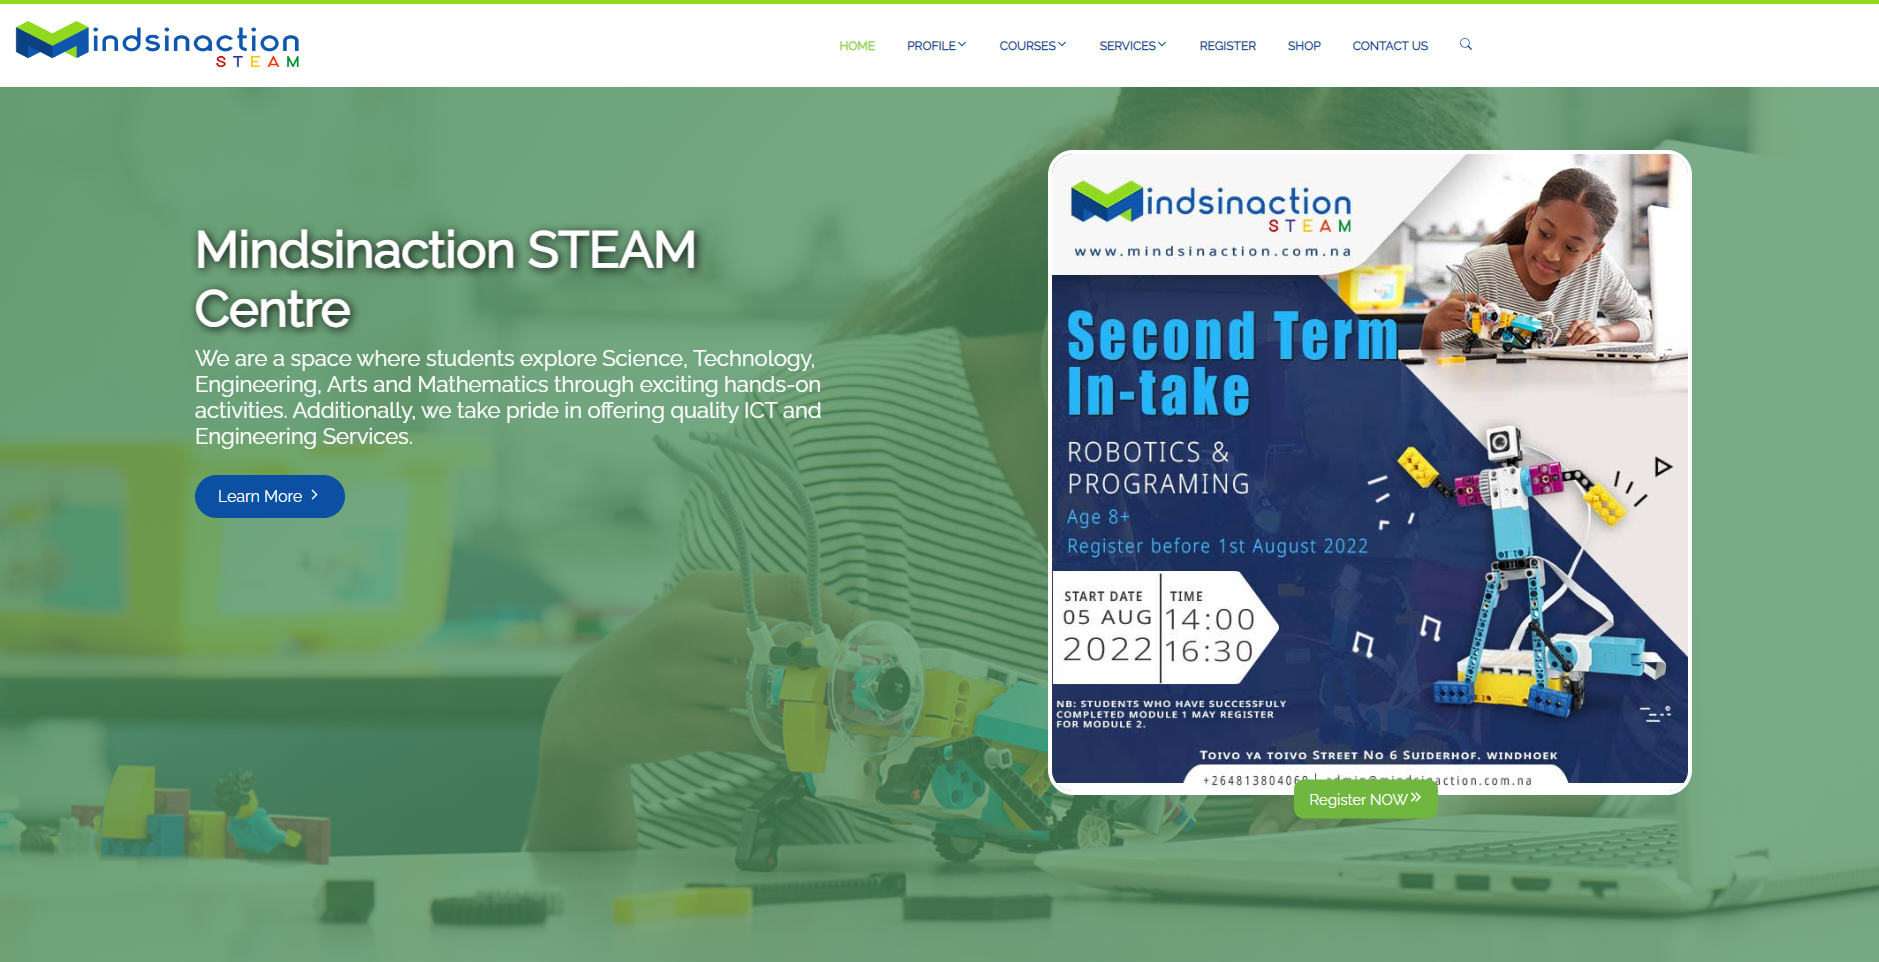 Mindsinaction
STEAM
HOME PROFILE COURSES SERVICES REGISTER SHOP CONTACT US
Mindsinaction STEAM
Centre
We are a space where students explore Science, Technology,
Engineering, Arts and Mathematics through exciting hands-on
activities. Additionally, we take pride in offering quality ICT and
Engineering Services.
Learn More
Mindsinaction
STEAM
www.mindsinaction.com.na
Second Term
In-take
ROBOTICS &
PROGRAMING
Age 8+
Register before 1st August 2022
START DATE TIME
05 AUG 14:00
2022 16:30
NB: STUDENTS WHO HAVE SUCCESSFULY
COMPLETED MODULE 1 MAY REGISTER
FOR MODULE 2.
TOIVO YA TOIVO STREET NO 6 SUIDERHOF. WINDHOEK
+264813804060 | admin@mindsinaction.com.na
Register NOW